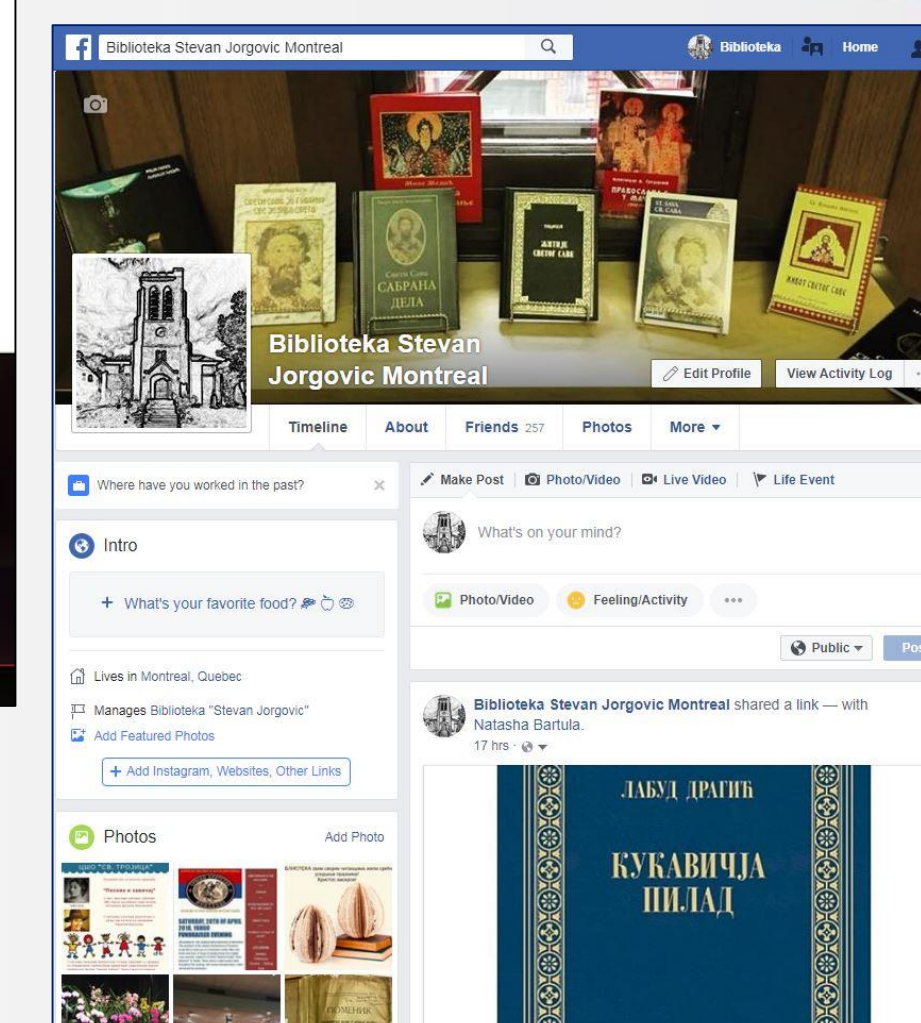 Biblioteka Stevan Jorgovic Montreal
Biblioteka
Home
СВЕТИ САВА
САБРАНА
ДЕЛА
ЖИТИЈЕ
СВЕТОГ САВЕ
ST. SAVA
СВ. САВА
ЖИВОТ СВЕТОГ САВЕ
Biblioteka Stevan
Jorgovic Montreal
Edit Profile
View Activity Log
Timeline
About
Friends 257
Photos
More
Where have you worked in the past?
Make Post
Photo/Video
Live Video
Life Event
What's on your mind?
Intro
+ What's your favorite food?
Photo/Video
Feeling/Activity
Public
Lives in Montreal, Quebec
Manages Biblioteka "Stevan Jorgovic"
Add Featured Photos
+ Add Instagram, Websites, Other Links
Biblioteka Stevan Jorgovic Montreal shared a link — with
Natasha Bartula.
17 hrs
Photos
Add Photo
SATURDAY, 28TH OF APRIL
FUNDRAISER EVENING
ПОМЕНИК
ЛАБУД ДРАГИЋ
КУКАВИЧЈА
ПИЛАД